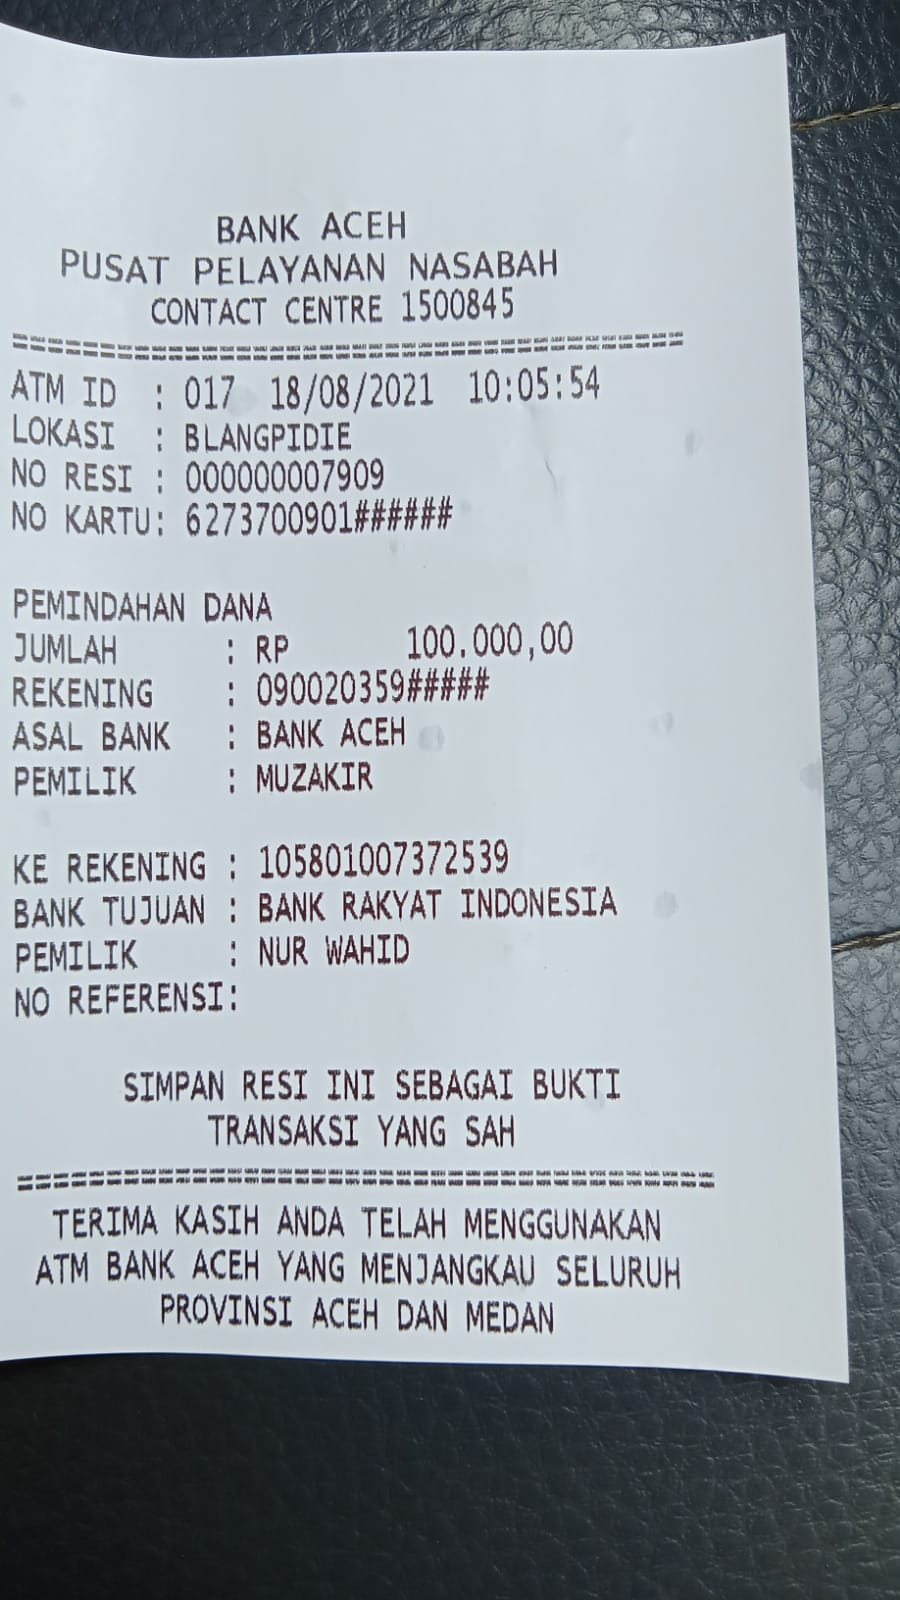 BANK ACEH
PUSAT PELAYANAN NASABAH
CONTACT CENTRE 1500845
========================================
ATM ID : 017 18/08/2021 10:05:54
LOKASI : BLANGPIDIE
NO RESI : 000000007909
NO KARTU: 6273700901######
PEMINDAHAN DANA
JUMLAH : RP 100.000,00
REKENING : 090020359#####
ASAL BANK : BANK ACEH
PEMILIK : MUZAKIR
KE REKENING : 105801007372539
BANK TUJUAN : BANK RAKYAT INDONESIA
PEMILIK : NUR WAHID
NO REFERENSI:
SIMPAN RESI INI SEBAGAI BUKTI
TRANSAKSI YANG SAH
========================================
TERIMA KASIH ANDA TELAH MENGGUNAKAN
ATM BANK ACEH YANG MENJANGKAU SELURUH
PROVINSI ACEH DAN MEDAN